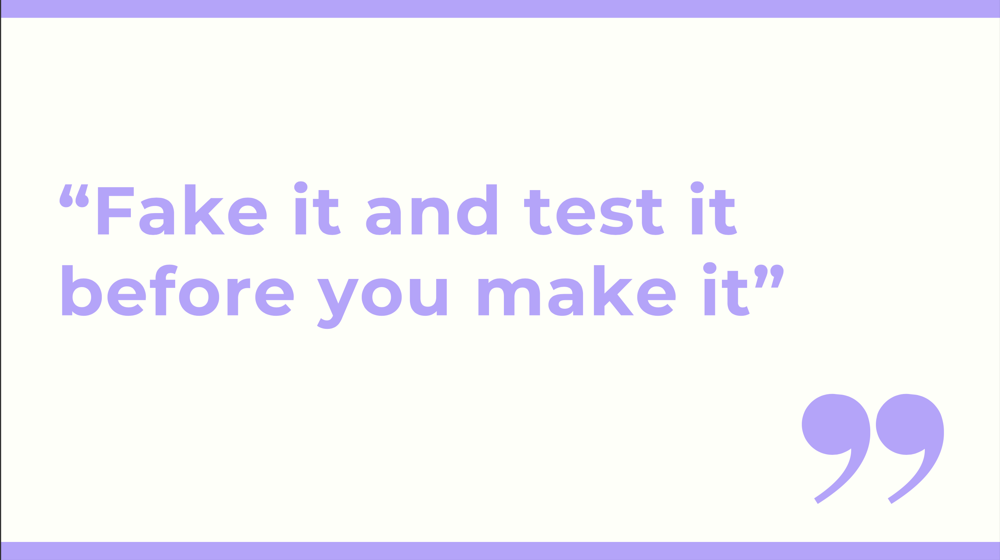 “Fake it and test it
before you make it”
”